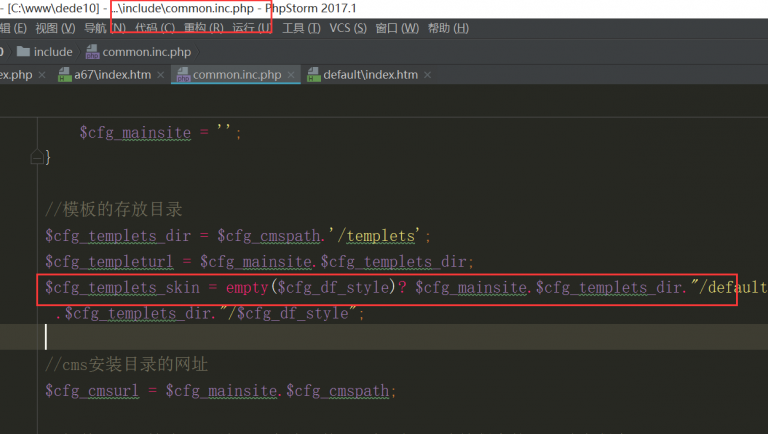 - [C:\www\dede10] - ...\include\common.inc.php - PhpStorm 2017.1
辑 (E) 视图 (V) 导航 (N) 代码 (C) 重构 (R) 运行 (U) 工具 (T) VCS (S) 窗口 (W) 帮助 (H)
include common.inc.php
ex.php × a67\index.htm × common.inc.php × default\index.htm ×
$cfg_mainsite = '';
}
//模板的存放目录
$cfg_templets_dir = $cfg_cmspath.'/templets';
$cfg_templeturl = $cfg_mainsite.$cfg_templets_dir;
$cfg_templets_skin = empty($cfg_df_style)? $cfg_mainsite.$cfg_templets_dir."/default
.$cfg_templets_dir."/$cfg_df_style";
//cms安装目录的网址
$cfg_cmsurl = $cfg_mainsite.$cfg_cmspath;